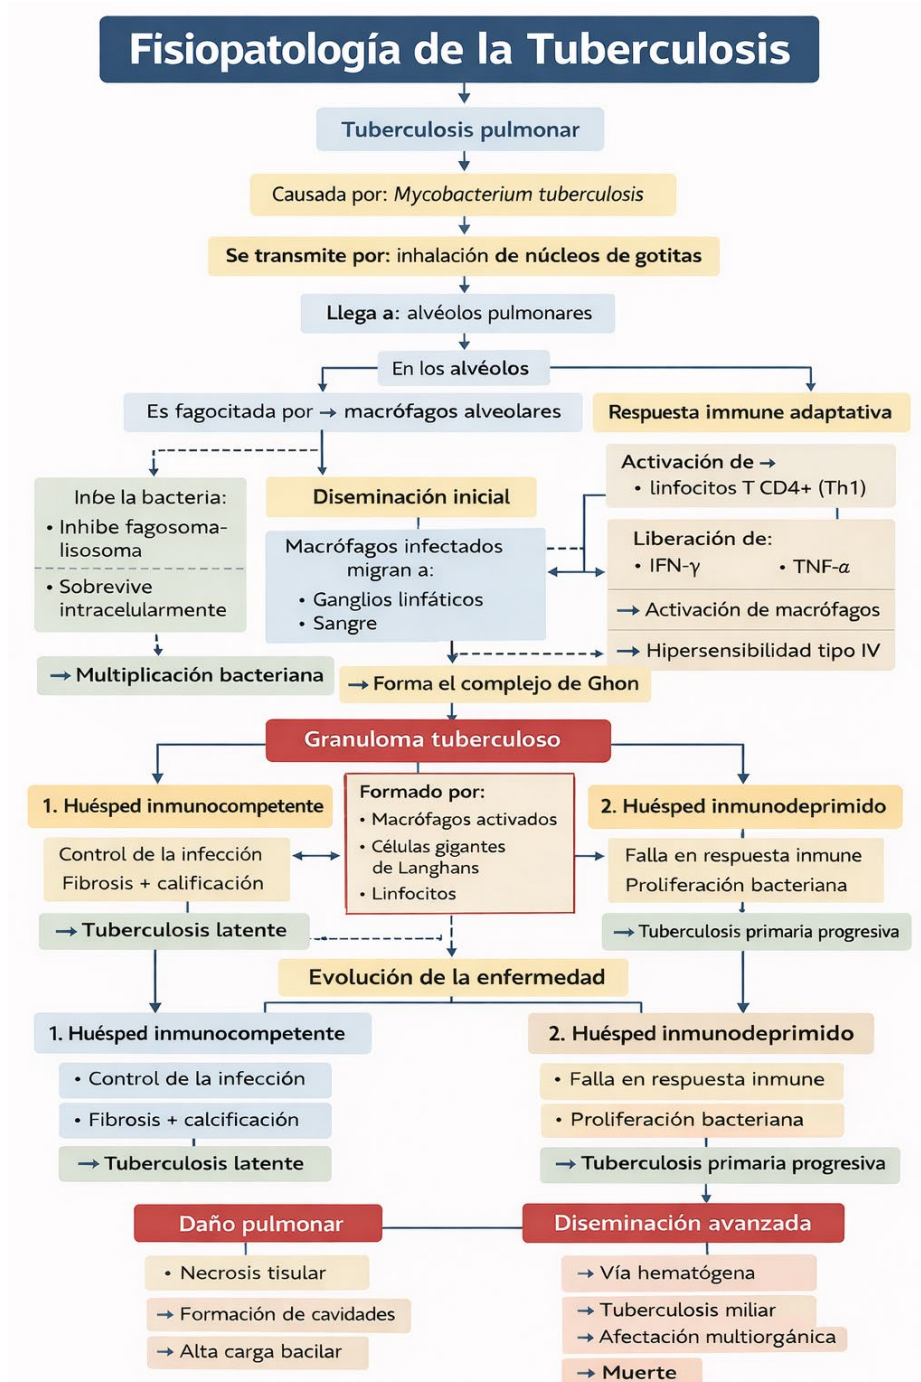 Fisiopatología de la Tuberculosis
Tuberculosis pulmonar
Causada por: Mycobacterium tuberculosis
Se transmite por: inhalación de núcleos de gotitas
Llega a: alvéolos pulmonares
En los alvéolos
Es fagocitada por → macrófagos alveolares
Respuesta immune adaptativa
Inbe la bacteria:
• Inhibe fagosoma-
lisosoma
• Sobrevive
intracelularmente
→ Multiplicación bacteriana
Diseminación inicial
Macrófagos infectados
migran a:
• Ganglios linfáticos
• Sangre
→ Forma el complejo de Ghon
Activación de →
• linfocitos T CD4+ (Th1)
Liberación de:
• IFN-γ • TNF-α
→ Activación de macrófagos
→ Hipersensibilidad tipo IV
Granuloma tuberculoso
1. Huésped inmunocompetente
Control de la infección
Fibrosis + calificación
→ Tuberculosis latente
Formado por:
• Macrófagos activados
• Células gigantes
de Langhans
• Linfocitos
2. Huésped inmunodeprimido
Falla en respuesta inmune
Proliferación bacteriana
→ Tuberculosis primaria progresiva
Evolución de la enfermedad
1. Huésped inmunocompetente
• Control de la infección
• Fibrosis + calcificación
→ Tuberculosis latente
2. Huésped inmunodeprimido
• Falla en respuesta inmune
• Proliferación bacteriana
→ Tuberculosis primaria progresiva
Daño pulmonar
• Necrosis tisular
→ Formación de cavidades
→ Alta carga bacilar
Diseminación avanzada
→ Vía hematógena
→ Tuberculosis miliar
→ Afectación multiorgánica
→ Muerte